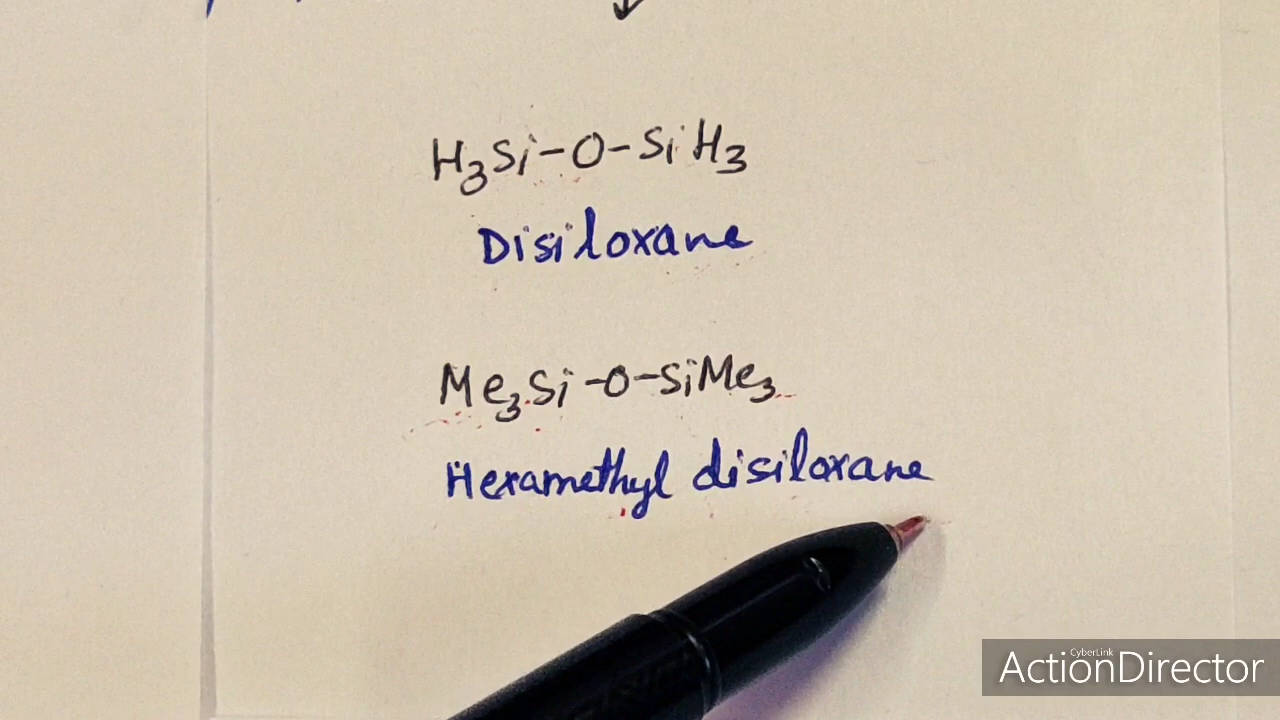 H₃Si-O-SiH₃
Disiloxane
Me₃Si-O-SiMe₃
Hexamethyl disiloxane
CyberLink
ActionDirector